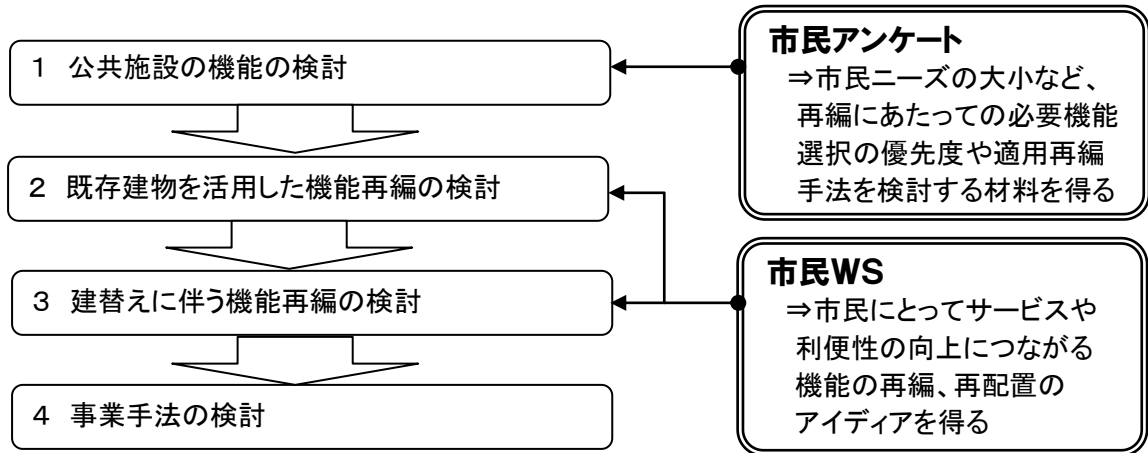 1 公共施設の機能の検討
2 既存建物を活用した機能再編の検討
3 建替えに伴う機能再編の検討
4 事業手法の検討
市民アンケート
⇒市民ニーズの大小など、
再編にあたっての必要機能
選択の優先度や適用再編
手法を検討する材料を得る
市民WS
⇒市民にとってサービスや
利便性の向上につながる
機能の再編、再配置の
アイディアを得る